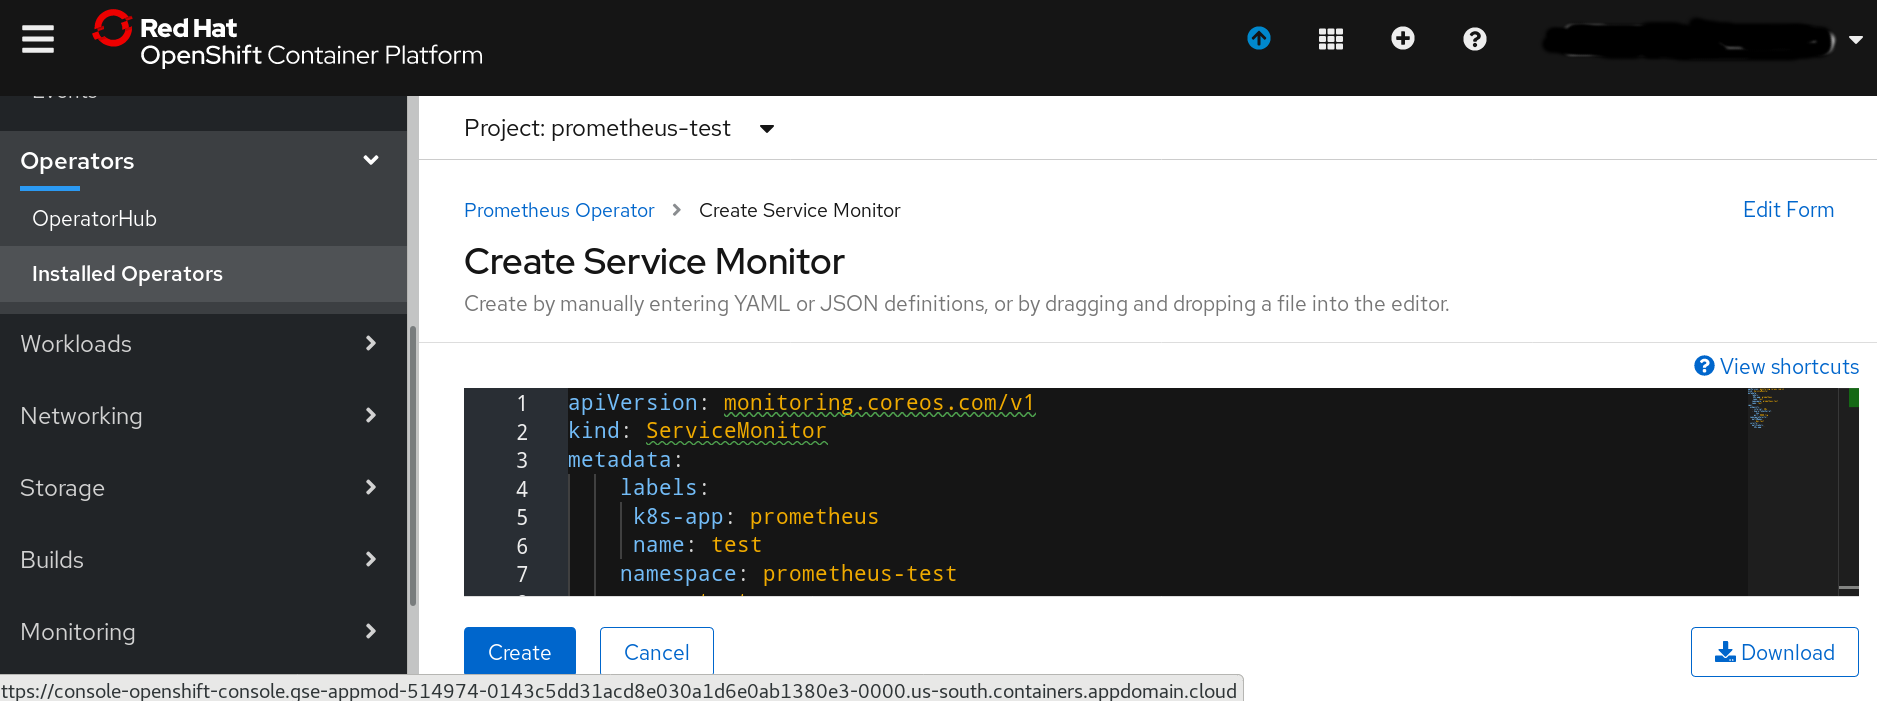 Red Hat
OpenShift Container Platform
Events
Operators
OperatorHub
Installed Operators
Workloads
Networking
Storage
Builds
Monitoring
Project: prometheus-test
Prometheus Operator > Create Service Monitor
Edit Form
Create Service Monitor
Create by manually entering YAML or JSON definitions, or by dragging and dropping a file into the editor.
View shortcuts
1 apiVersion: monitoring.coreos.com/v1
2 kind: ServiceMonitor
3 metadata:
4 labels:
5 k8s-app: prometheus
6 name: test
7 namespace: prometheus-test
Create
Cancel
Download
ttps://console-openshift-console.gse-appmod-514974-0143c5dd31acd8e030a1d6e0ab1380e3-0000.us-south.containers.appdomain.cloud